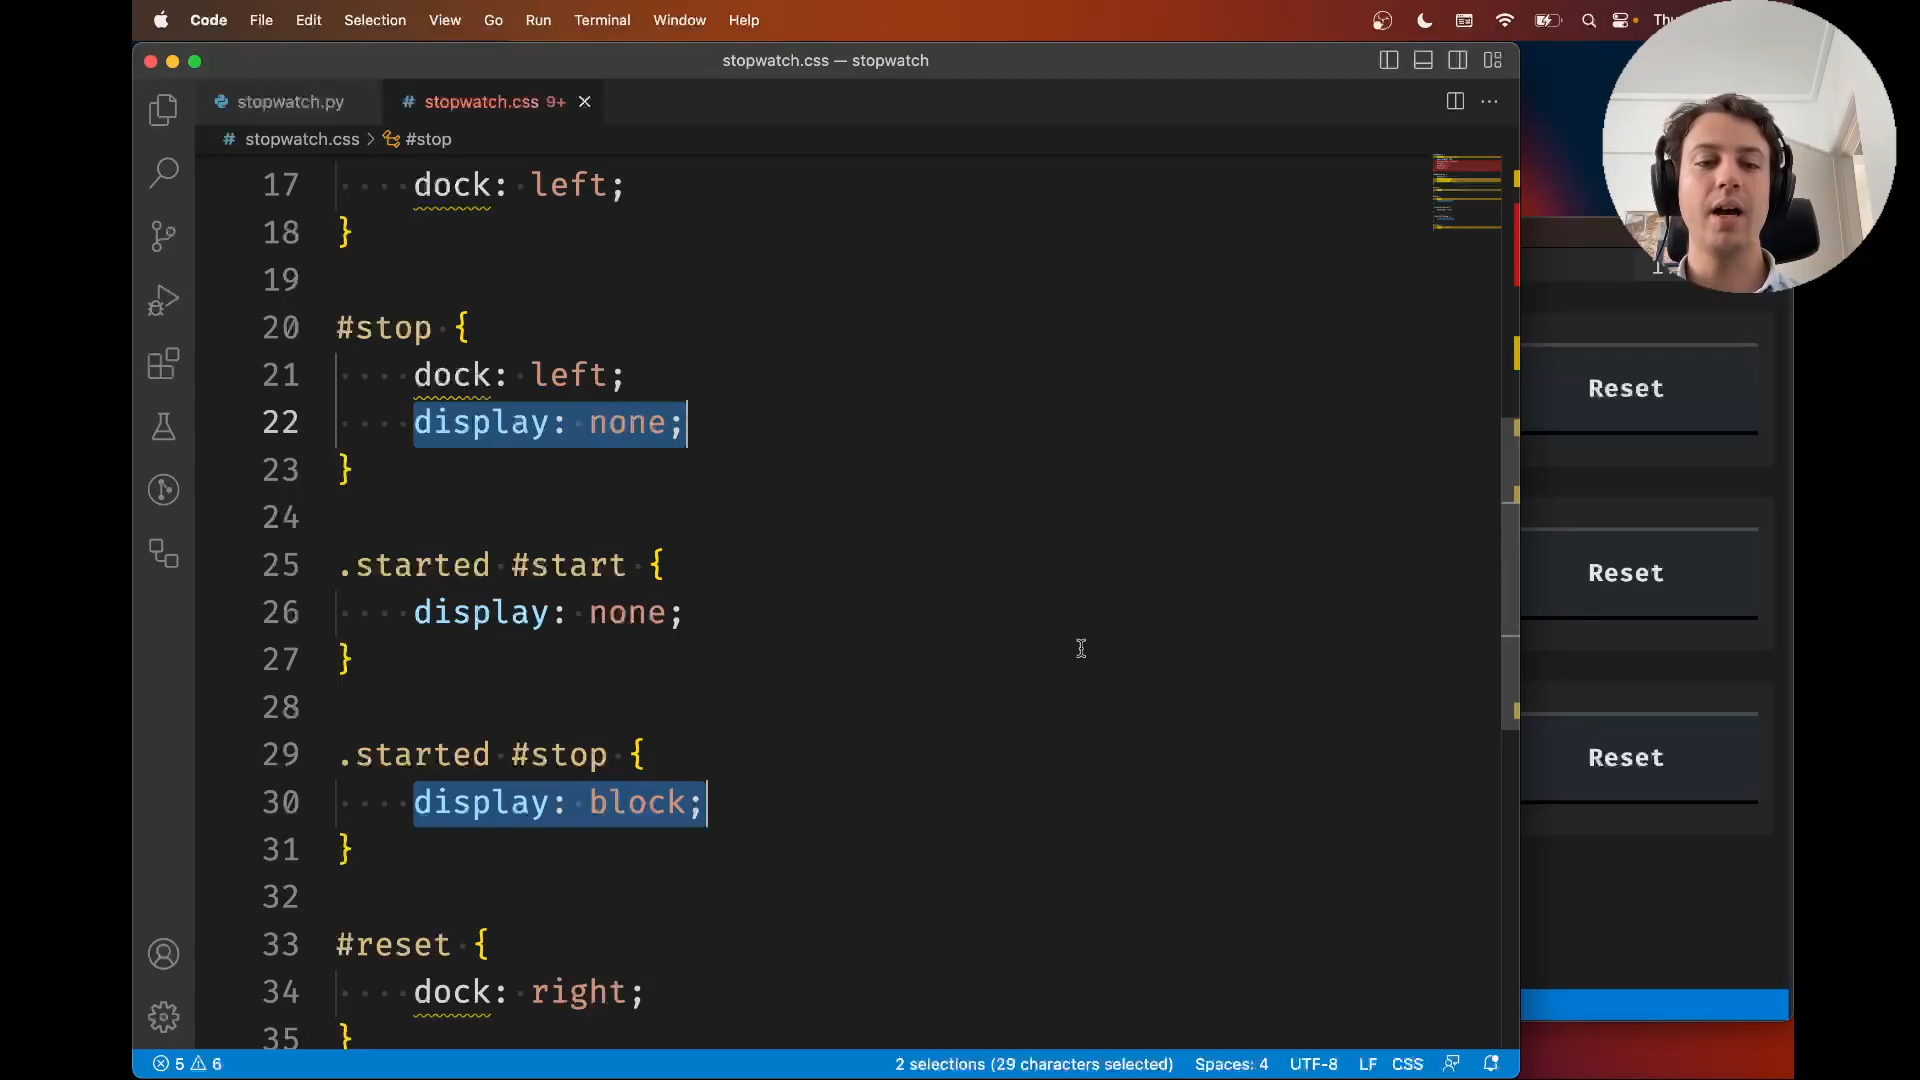 Code File Edit Selection View Go Run Terminal Window Help
stopwatch.css — stopwatch
stopwatch.py
stopwatch.css 9+
# stopwatch.css > #stop
17 dock: left;
18 }
19
20 #stop {
21 dock: left;
22 display: none;
23 }
24
25 .started #start {
26 display: none;
27 }
28
29 .started #stop {
30 display: block;
31 }
32
33 #reset {
34 dock: right;
35 }
Reset
Reset
Reset
5 6
2 selections (29 characters selected) Spaces: 4 UTF-8 LF CSS